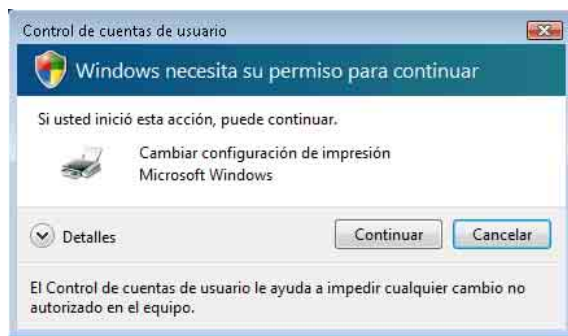 Control de cuentas de usuario
Windows necesita su permiso para continuar
Si usted inició esta acción, puede continuar.
Cambiar configuración de impresión
Microsoft Windows
Detalles
Continuar
Cancelar
El Control de cuentas de usuario le ayuda a impedir cualquier cambio no
autorizado en el equipo.